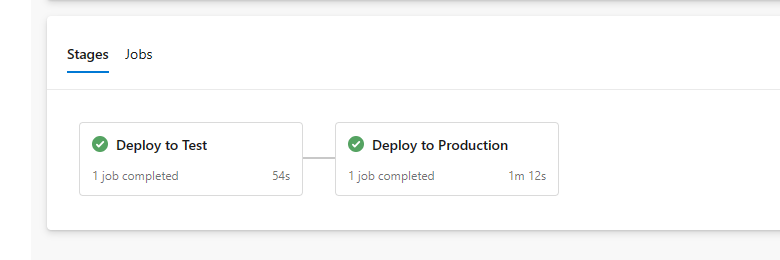 Stages Jobs
Deploy to Test
1 job completed 54s
Deploy to Production
1 job completed 1m 12s